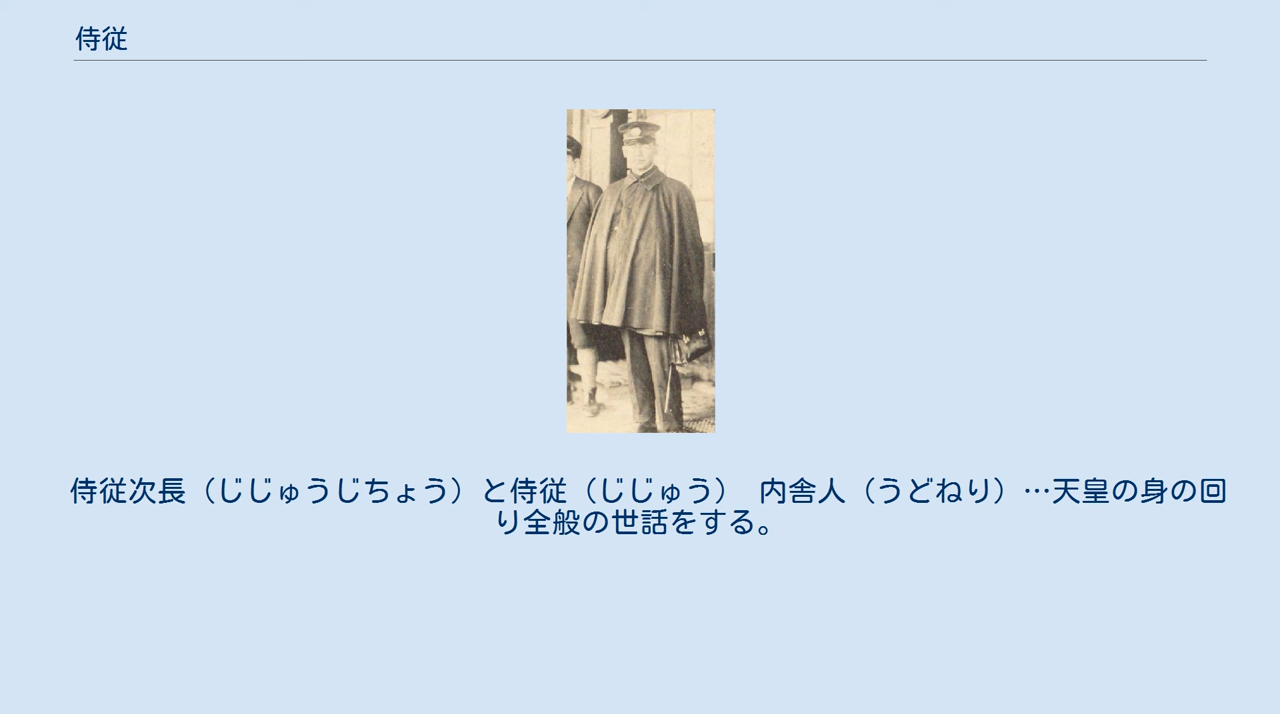 侍従
侍従次長（じじゅうじちょう）と侍従（じじゅう）　内舎人（うどねり）…天皇の身の回
り全般の世話をする。